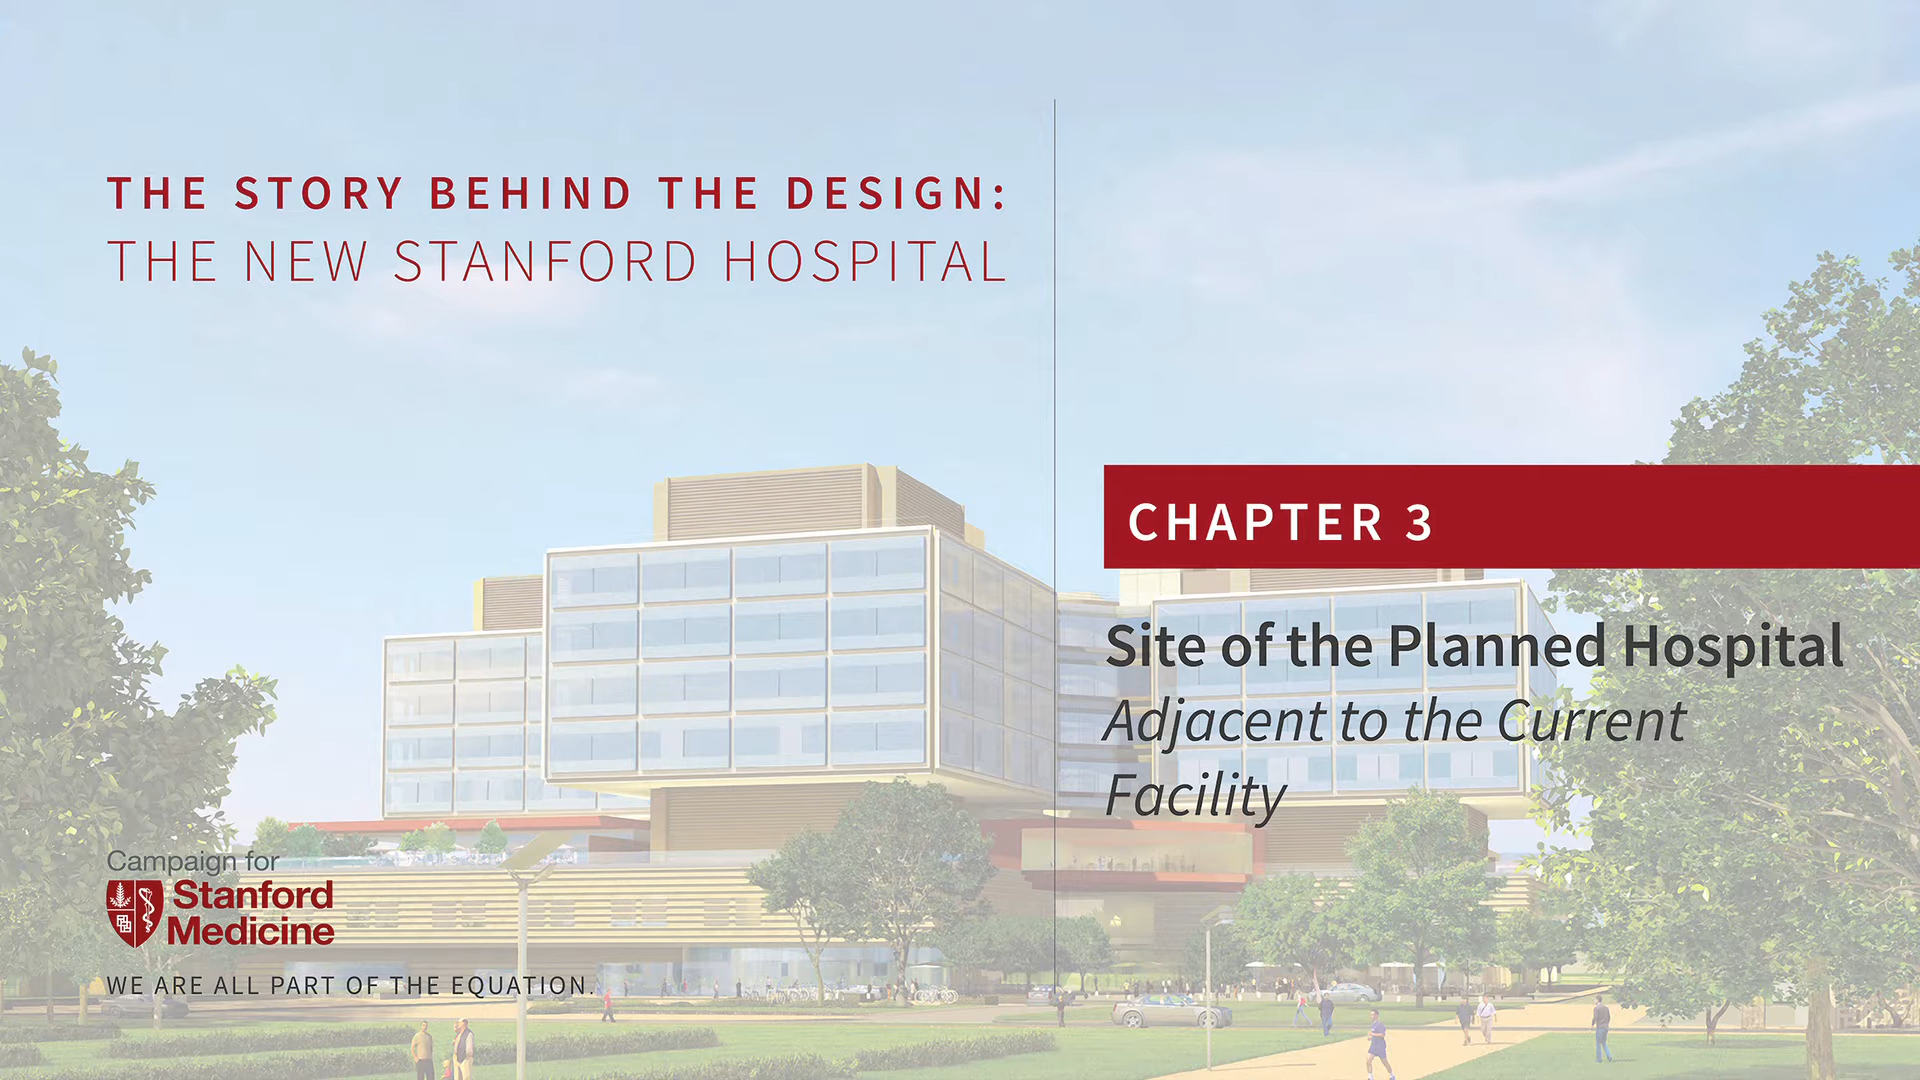 THE STORY BEHIND THE DESIGN:
THE NEW STANFORD HOSPITAL
CHAPTER 3
Site of the Planned Hospital
Adjacent to the Current
Facility
Campaign for
Stanford
Medicine
WE ARE ALL PART OF THE EQUATION.